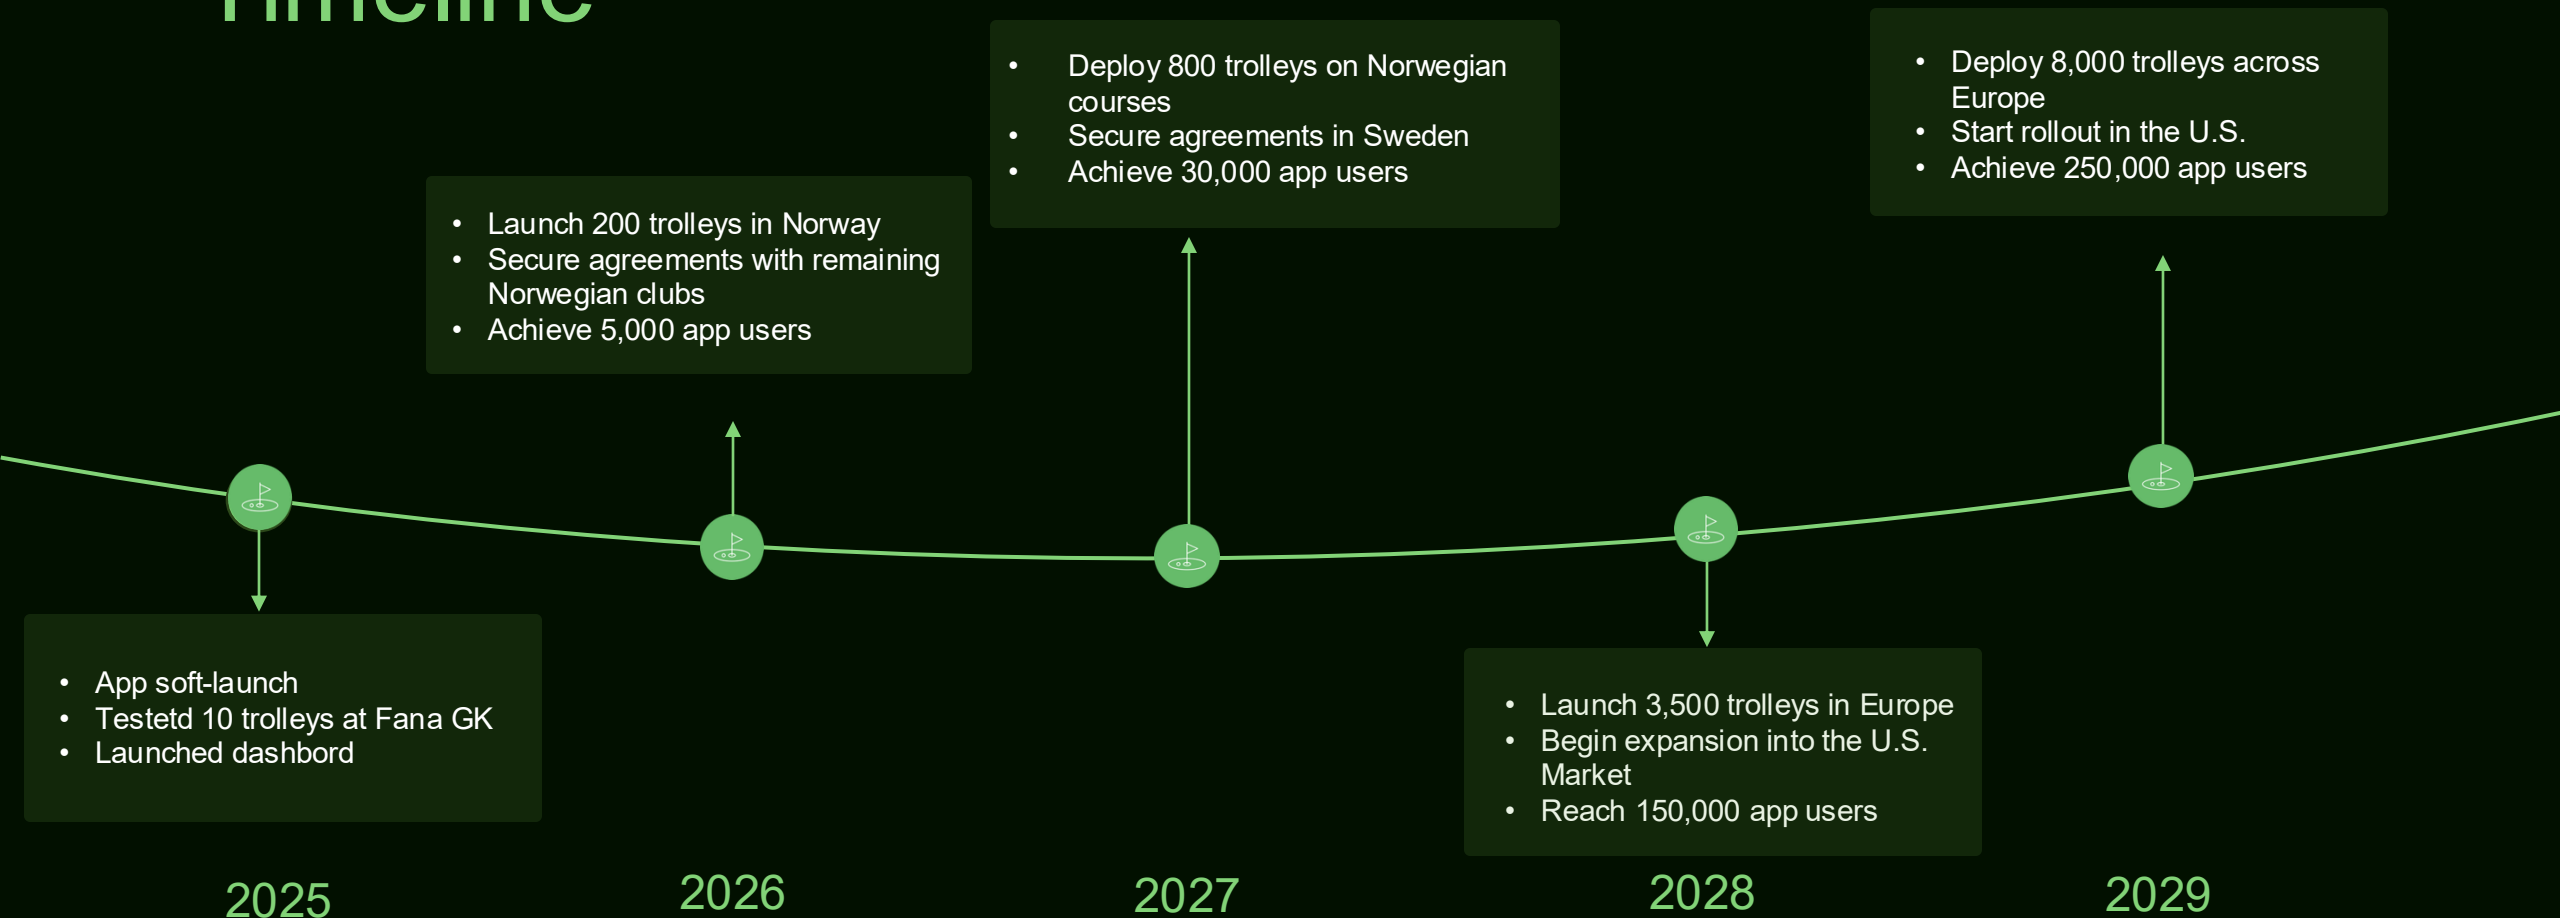 Timeline
• Deploy 800 trolleys on Norwegian
courses
• Secure agreements in Sweden
• Achieve 30,000 app users
• Deploy 8,000 trolleys across
Europe
• Start rollout in the U.S.
• Achieve 250,000 app users
• Launch 200 trolleys in Norway
• Secure agreements with remaining
Norwegian clubs
• Achieve 5,000 app users
• App soft-launch
• Testetd 10 trolleys at Fana GK
• Launched dashbord
• Launch 3,500 trolleys in Europe
• Begin expansion into the U.S.
Market
• Reach 150,000 app users
2025
2026
2027
2028
2029